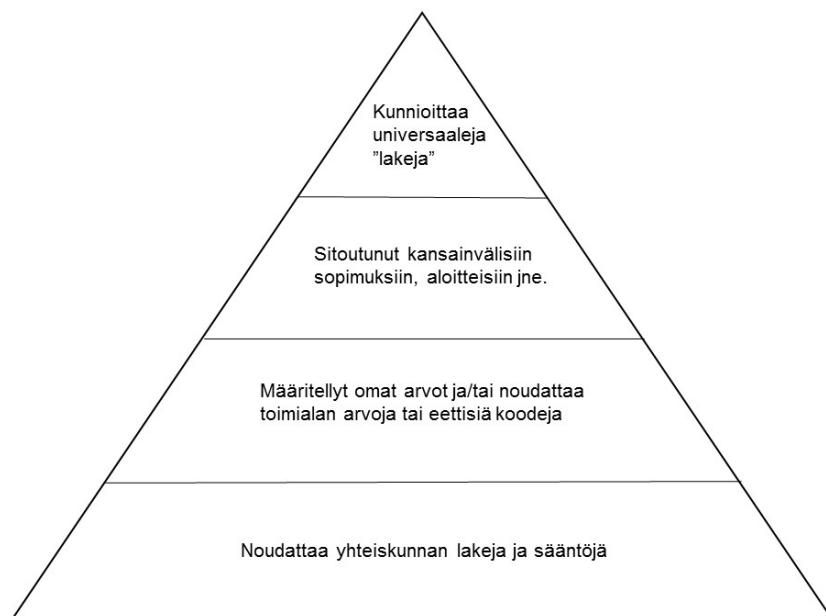 Kunnioittaa
universaaleja
”lakeja”
Sitoutunut kansainvälisiin
sopimuksiin, aloitteisiin jne.
Määritellyt omat arvot ja/tai noudattaa
toimialan arvoja tai eettisiä koodeja
Noudattaa yhteiskunnan lakeja ja sääntöjä